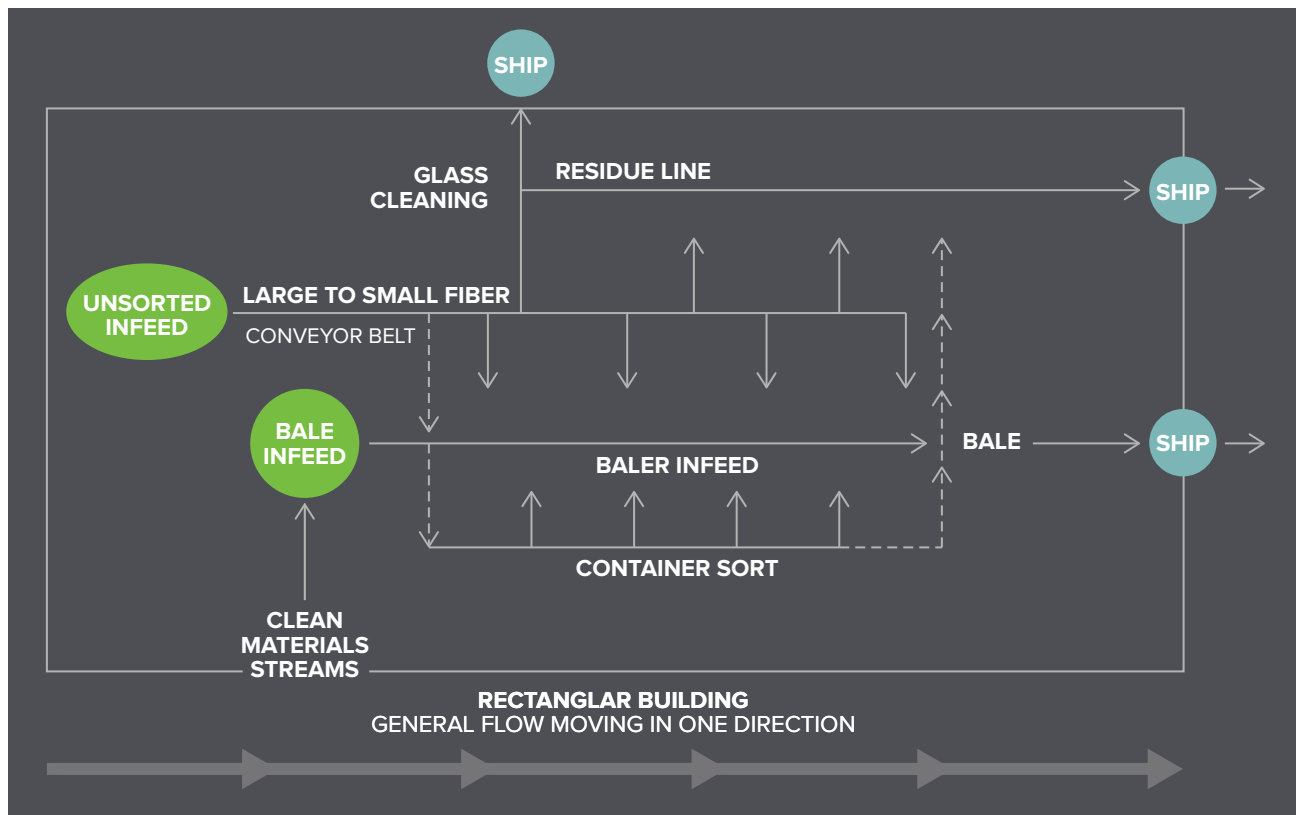 SHIP
GLASS
CLEANING
RESIDUE LINE
SHIP
UNSORTED
INFEED
LARGE TO SMALL FIBER
CONVEYOR BELT
BALE
INFEED
BALER INFEED
BALE
SHIP
CONTAINER SORT
CLEAN
MATERIALS
STREAMS
RECTANGLAR BUILDING
GENERAL FLOW MOVING IN ONE DIRECTION